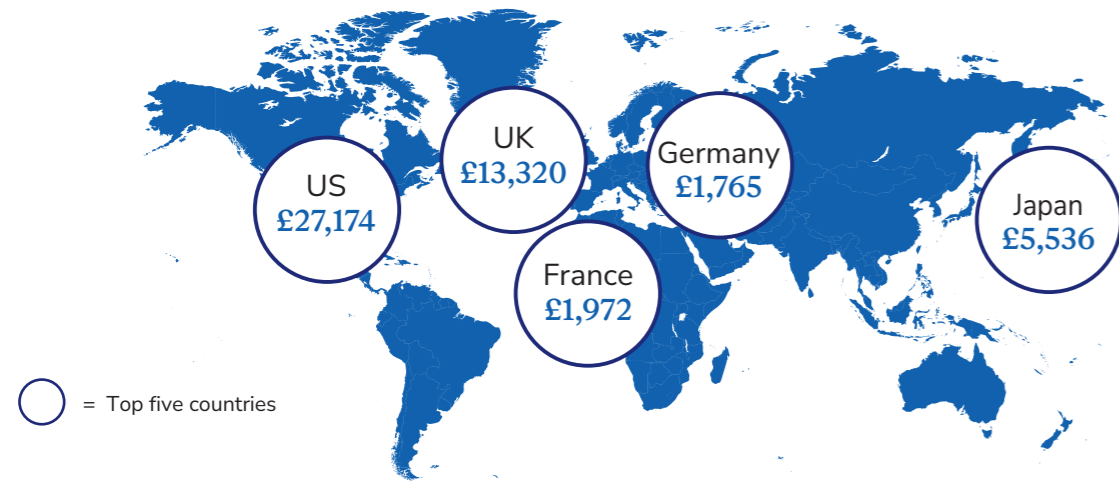 UK
£13,320
Germany
£1,765
US
£27,174
Japan
£5,536
France
£1,972
= Top five countries